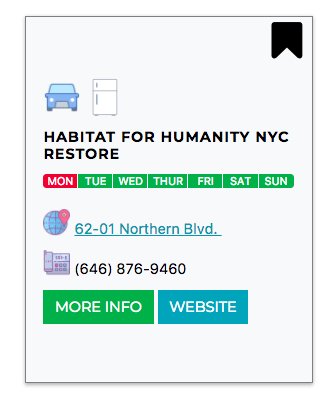 HABITAT FOR HUMANITY NYC
RESTORE
MON TUE WED THUR FRI SAT SUN
62-01 Northern Blvd.
(646) 876-9460
MORE INFO WEBSITE